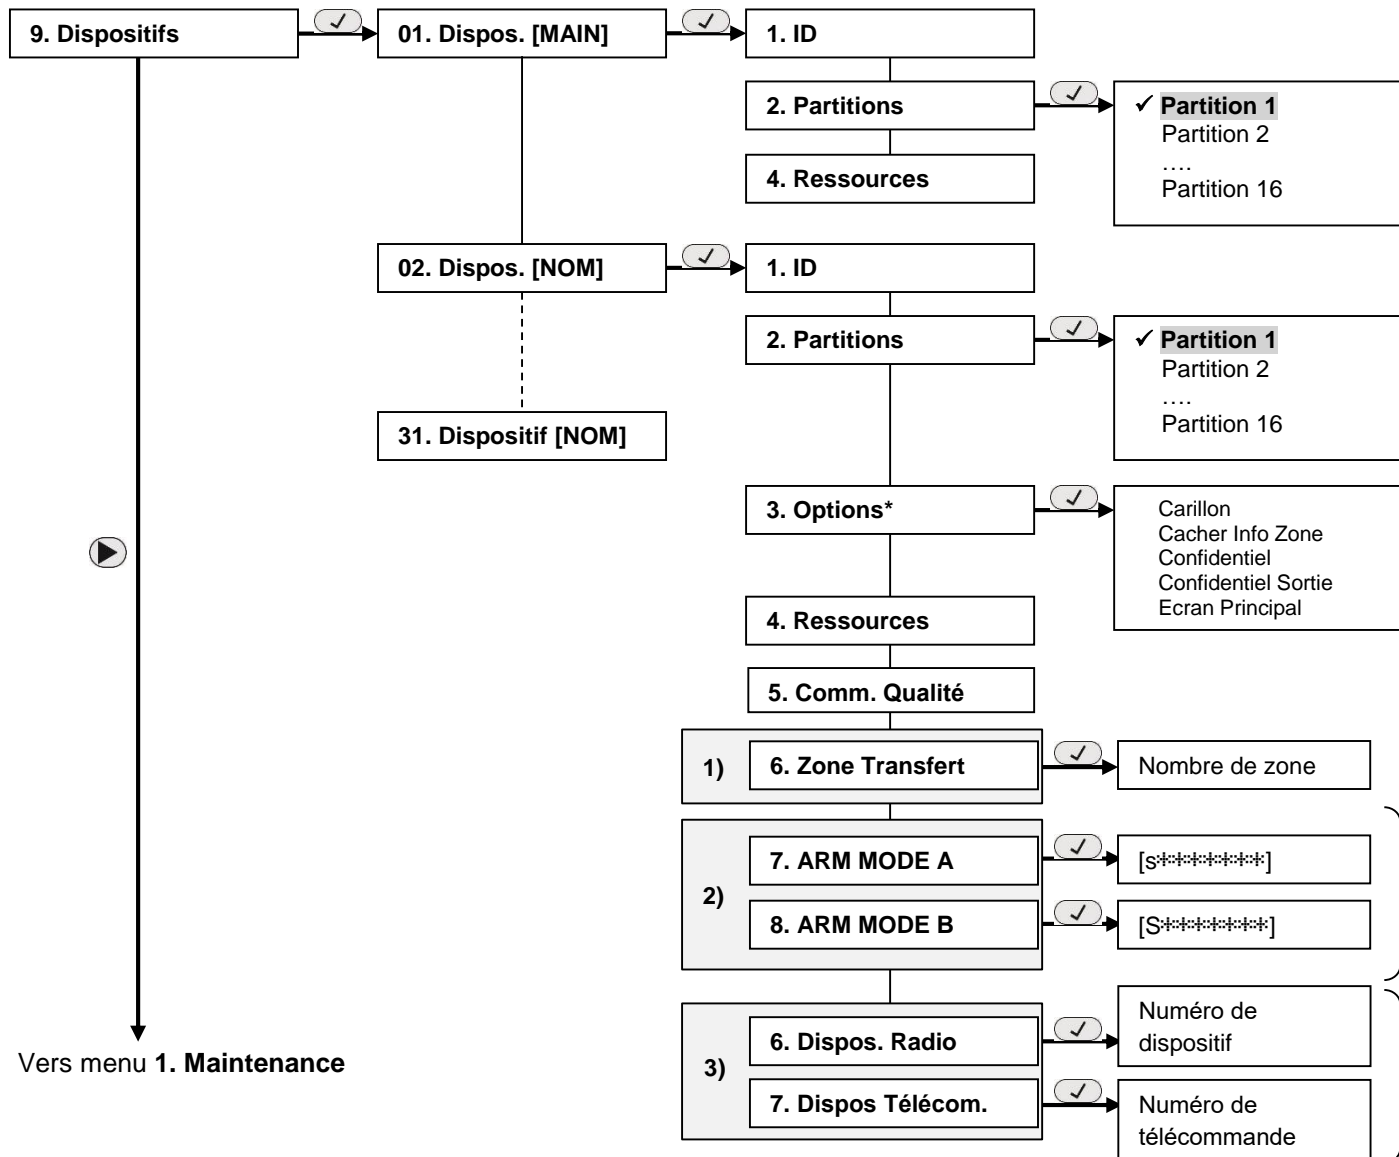 9. Dispositifs
01. Dispos. [MAIN]
1. ID
2. Partitions
✓ Partition 1
Partition 2
....
Partition 16
4. Ressources
02. Dispos. [NOM]
1. ID
2. Partitions
✓ Partition 1
Partition 2
....
Partition 16
31. Dispositif [NOM]
3. Options*
Carillon
Cacher Info Zone
Confidentiel
Confidentiel Sortie
Ecran Principal
4. Ressources
5. Comm. Qualité
1)
6. Zone Transfert
Nombre de zone
2)
7. ARM MODE A
[s*******]
8. ARM MODE B
[S*******]
3)
6. Dispos. Radio
Numéro de
dispositif
7. Dispos Télécom.
Numéro de
télécommande
Vers menu 1. Maintenance